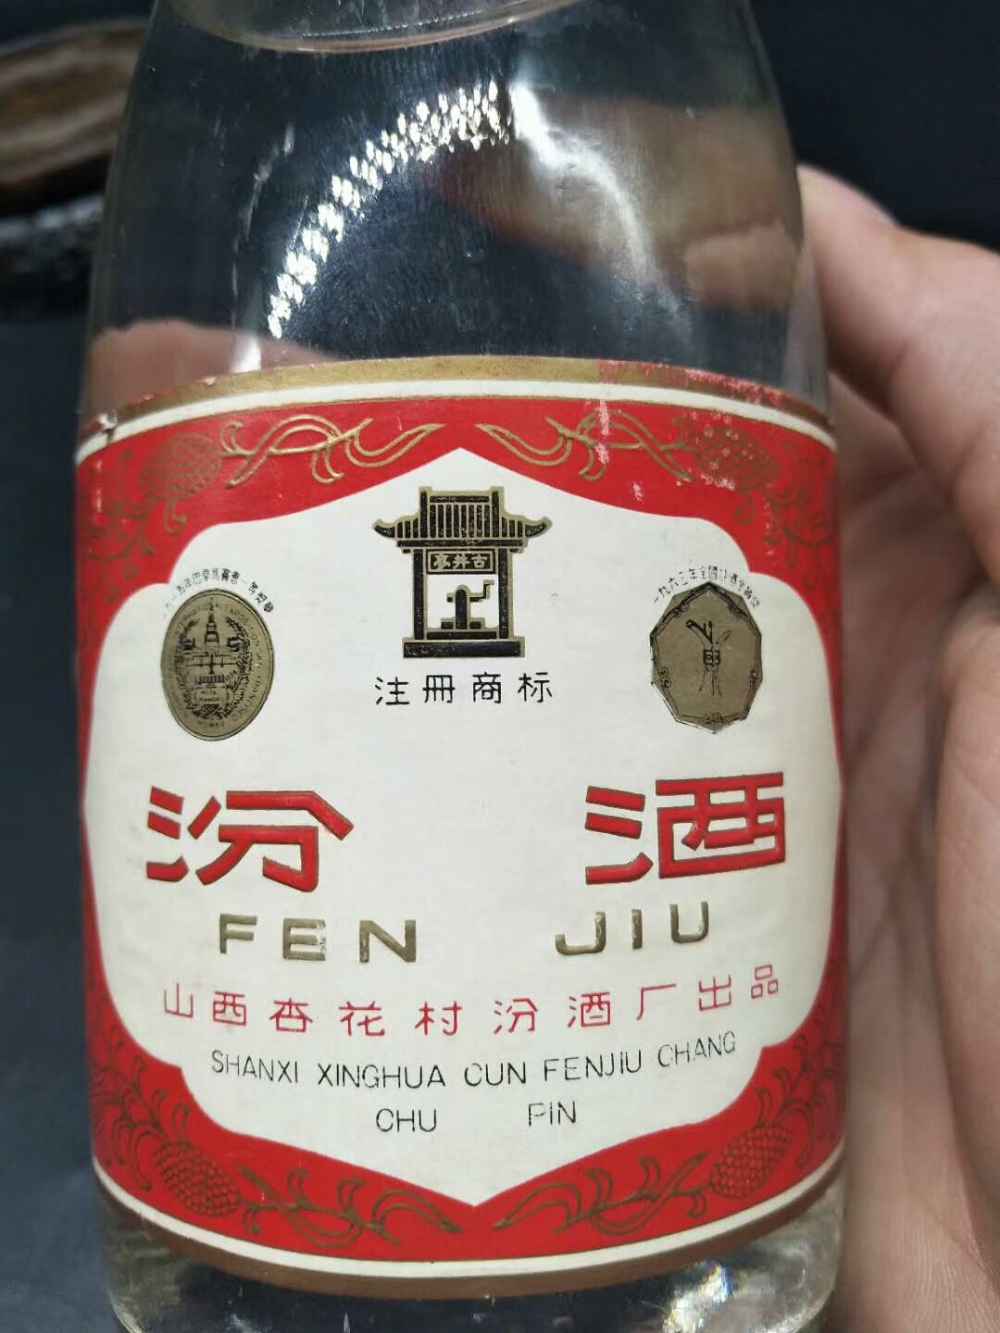 古井亭
注冊商标
汾酒
FEN JIU
山西杏花村汾酒厂出品
SHANXI XINGHUA CUN FENJIU CHANG
CHU PIN